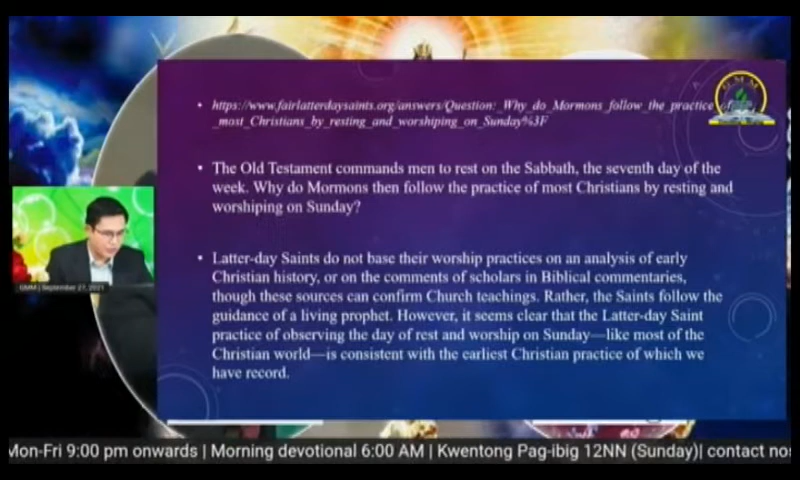 https://www.fairlatterdaysaints.org/answers/Question:_Why_do_Mormons_follow_the_practice_of
_most_Christians_by_resting_and_worshiping_on_Sunday%3F
The Old Testament commands men to rest on the Sabbath, the seventh day of the
week. Why do Mormons then follow the practice of most Christians by resting and
worshiping on Sunday?
Latter-day Saints do not base their worship practices on an analysis of early
Christian history, or on the comments of scholars in Biblical commentaries,
though these sources can confirm Church teachings. Rather, the Saints follow the
guidance of a living prophet. However, it seems clear that the Latter-day Saint
practice of observing the day of rest and worship on Sunday—like most of the
Christian world—is consistent with the earliest Christian practice of which we
have record.
GMM | September 27, 2021
Mon-Fri 9:00 pm onwards | Morning devotional 6:00 AM | Kwentong Pag-ibig 12NN (Sunday)| contact nos